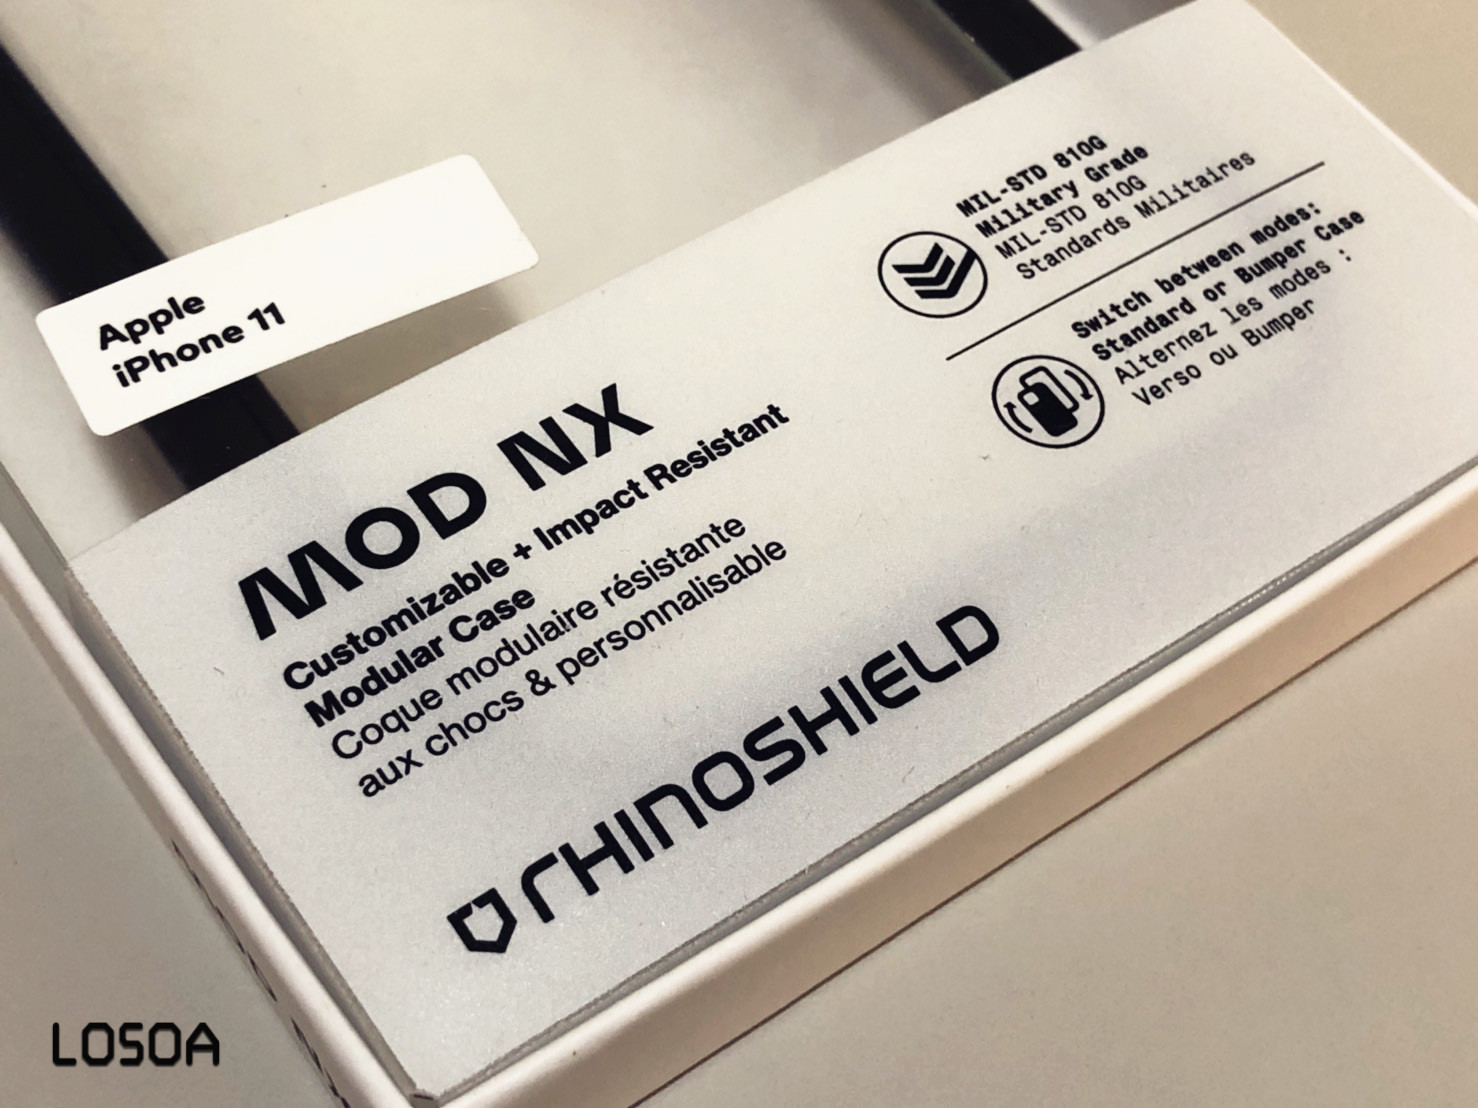 Apple
iPhone 11
MOD NX
Customizable + Impact Resistant
Modular Case
Coque modulaire résistante
aux chocs & personnalisable
RHINOSHIELD
MIL-STD 810G
Military Grade
MIL-STD 810G
Standards Militaires
Switch between modes:
Standard or Bumper Case
Alternez les modes :
Verso ou Bumper
LOSOA